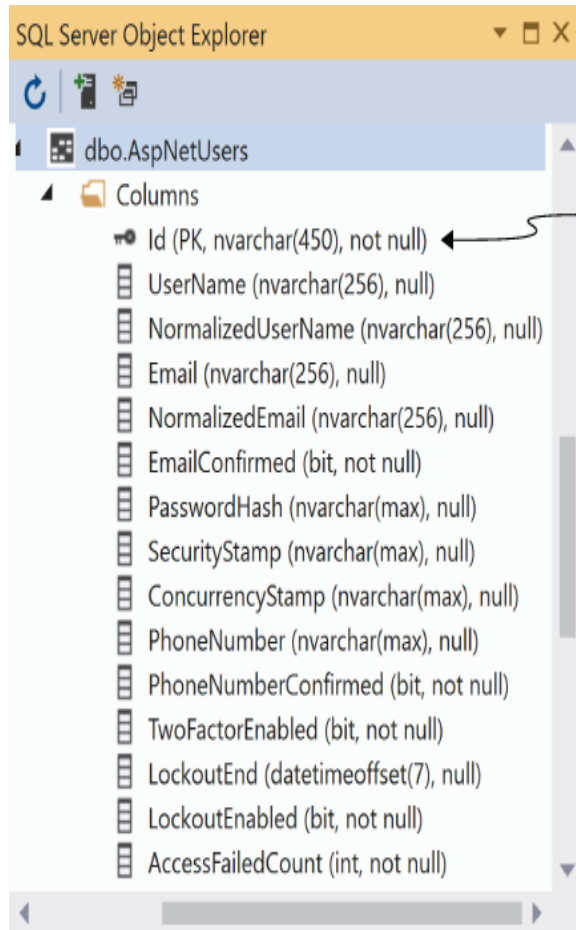 SQL Server Object Explorer
dbo.AspNetUsers
Columns
Id (PK, nvarchar(450), not null)
UserName (nvarchar(256), null)
NormalizedUserName (nvarchar(256), null)
Email (nvarchar(256), null)
NormalizedEmail (nvarchar(256), null)
EmailConfirmed (bit, not null)
PasswordHash (nvarchar(max), null)
SecurityStamp (nvarchar(max), null)
ConcurrencyStamp (nvarchar(max), null)
PhoneNumber (nvarchar(max), null)
PhoneNumberConfirmed (bit, not null)
TwoFactorEnabled (bit, not null)
LockoutEnd (datetimeoffset(7), null)
LockoutEnabled (bit, not null)
AccessFailedCount (int, not null)